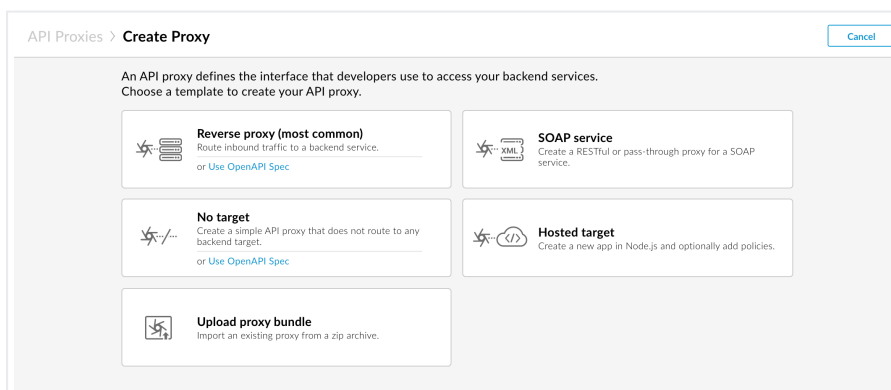 API Proxies > Create Proxy
Cancel
An API proxy defines the interface that developers use to access your backend services.
Choose a template to create your API proxy.
Reverse proxy (most common)
Route inbound traffic to a backend service.
or Use OpenAPI Spec
XML
SOAP service
Create a RESTful or pass-through proxy for a SOAP
service.
No target
Create a simple API proxy that does not route to any
backend target.
or Use OpenAPI Spec
Hosted target
Create a new app in Node.js and optionally add policies.
Upload proxy bundle
Import an existing proxy from a zip archive.